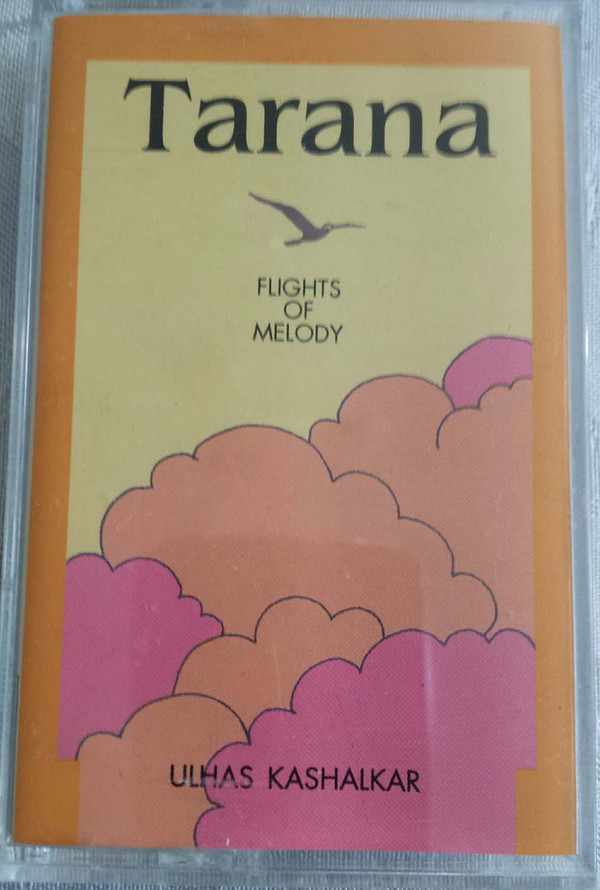 Tarana
FLIGHTS
OF
MELODY
ULHAS KASHALKAR